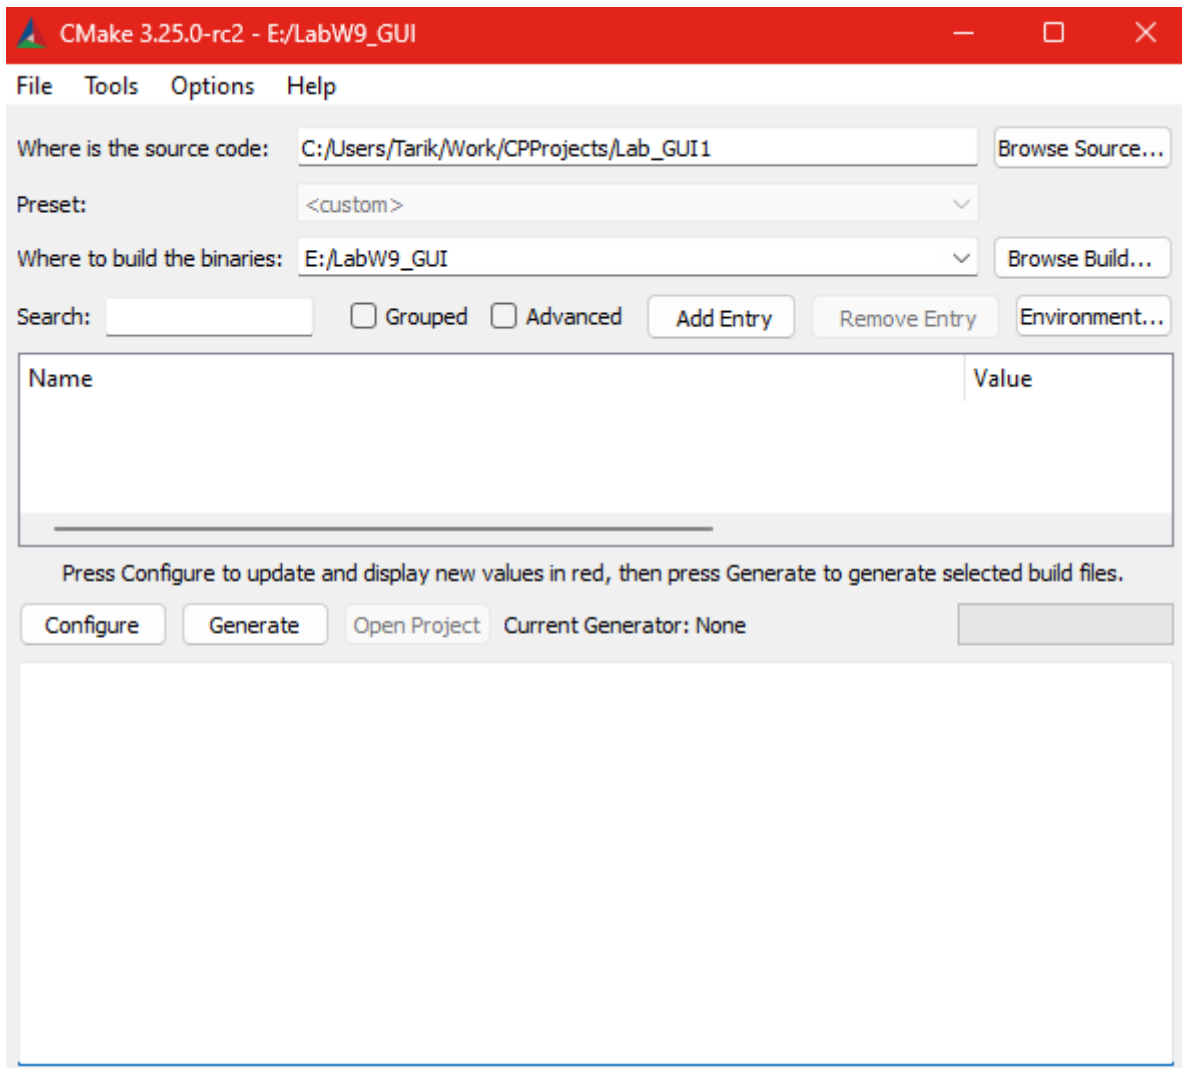 CMake 3.25.0-rc2 - E:/LabW9_GUI
File Tools Options Help
Where is the source code: C:/Users/Tarik/Work/CPProjects/Lab_GUI1 Browse Source...
Preset: <custom>
Where to build the binaries: E:/LabW9_GUI Browse Build...
Search: Grouped Advanced Add Entry Remove Entry Environment...
Name Value
Press Configure to update and display new values in red, then press Generate to generate selected build files.
Configure Generate Open Project Current Generator: None